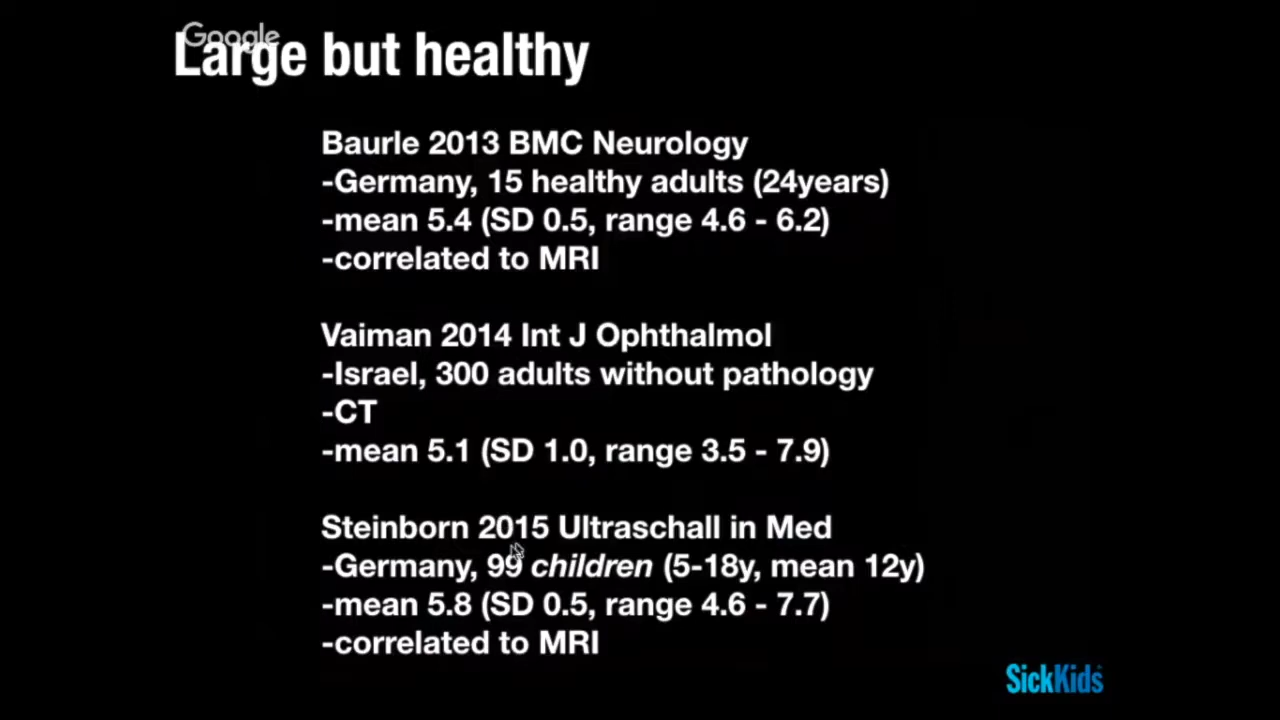 Google
Large but healthy
Baurle 2013 BMC Neurology
-Germany, 15 healthy adults (24years)
-mean 5.4 (SD 0.5, range 4.6 - 6.2)
-correlated to MRI
Vaiman 2014 Int J Ophthalmol
-Israel, 300 adults without pathology
-CT
-mean 5.1 (SD 1.0, range 3.5 - 7.9)
Steinborn 2015 Ultraschall in Med
-Germany, 99 children (5-18y, mean 12y)
-mean 5.8 (SD 0.5, range 4.6 - 7.7)
-correlated to MRI
SickKids